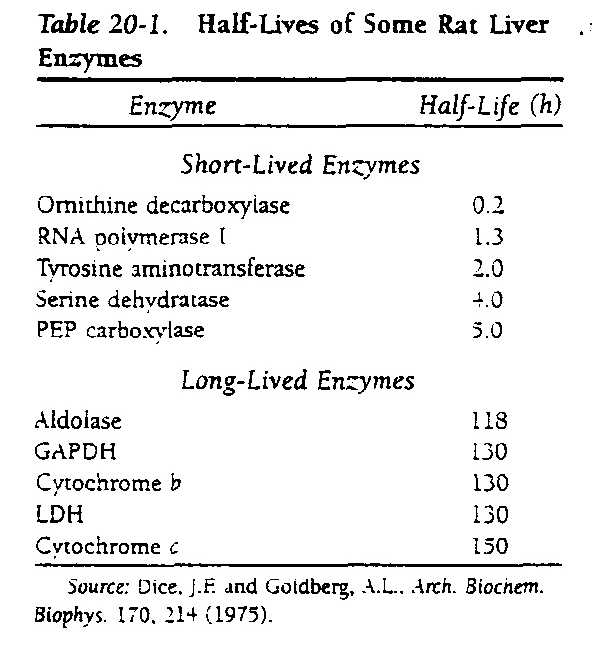 Table 20-1. Half-Lives of Some Rat Liver
Enzymes
Enzyme Half-Life (h)
Short-Lived Enzymes
Ornithine decarboxylase 0.2
RNA polymerase I 1.3
Tyrosine aminotransferase 2.0
Serine dehydratase 4.0
PEP carboxylase 5.0
Long-Lived Enzymes
Aldolase 118
GAPDH 130
Cytochrome b 130
LDH 130
Cytochrome c 150
Source: Dice, J.F. and Goldberg, A.L., Arch. Biochem.
Biophys. 170, 214 (1975).